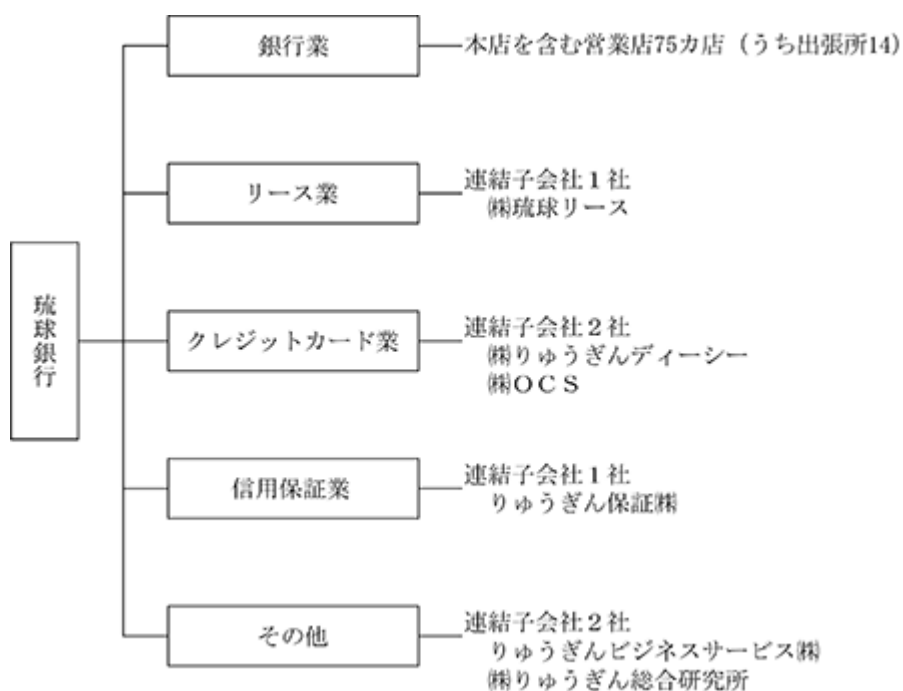 銀行業
本店を含む営業店75カ店（うち出張所14）
リース業
連結子会社１社
㈱琉球リース
琉球銀行
クレジットカード業
連結子会社２社
㈱りゅうぎんディーシー
㈱ＯＣＳ
信用保証業
連結子会社１社
りゅうぎん保証㈱
その他
連結子会社２社
りゅうぎんビジネスサービス㈱
㈱りゅうぎん総合研究所